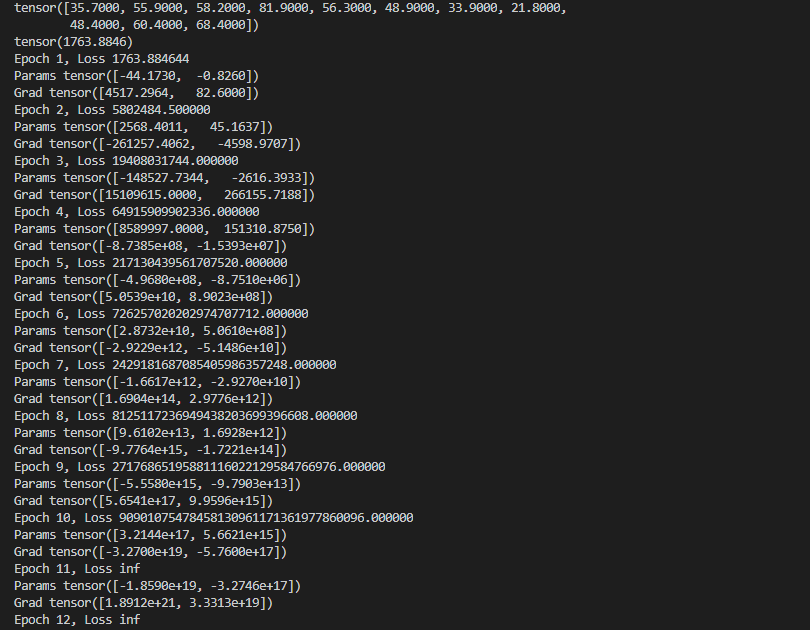 tensor([35.7000, 55.9000, 58.2000, 81.9000, 56.3000, 48.9000, 33.9000, 21.8000,
        48.4000, 60.4000, 68.4000])
tensor(1763.8846)
Epoch 1, Loss 1763.884644
Params tensor([-44.1730,  -0.8260])
Grad tensor([4517.2964,   82.6000])
Epoch 2, Loss 5802484.500000
Params tensor([2568.4011,   45.1637])
Grad tensor([-261257.4062,   -4598.9707])
Epoch 3, Loss 19408031744.000000
Params tensor([-148527.7344,   -2616.3933])
Grad tensor([15109615.0000,   266155.7188])
Epoch 4, Loss 64915909902336.000000
Params tensor([8589997.0000,  151310.8750])
Grad tensor([-8.7385e+08, -1.5393e+07])
Epoch 5, Loss 217130439561707520.000000
Params tensor([-4.9680e+08, -8.7510e+06])
Grad tensor([5.0539e+10, 8.9023e+08])
Epoch 6, Loss 726257020202974707712.000000
Params tensor([2.8732e+10, 5.0610e+08])
Grad tensor([-2.9229e+12, -5.1486e+10])
Epoch 7, Loss 2429181687085405986357248.000000
Params tensor([-1.6617e+12, -2.9270e+10])
Grad tensor([1.6904e+14, 2.9776e+12])
Epoch 8, Loss 8125117236949438203699396608.000000
Params tensor([9.6102e+13, 1.6928e+12])
Grad tensor([-9.7764e+15, -1.7221e+14])
Epoch 9, Loss 27176865195881116022129584766976.000000
Params tensor([-5.5580e+15, -9.7903e+13])
Grad tensor([5.6541e+17, 9.9596e+15])
Epoch 10, Loss 90901075478458130961171361977860096.000000
Params tensor([3.2144e+17, 5.6621e+15])
Grad tensor([-3.2700e+19, -5.7600e+17])
Epoch 11, Loss inf
Params tensor([-1.8590e+19, -3.2746e+17])
Grad tensor([1.8912e+21, 3.3313e+19])
Epoch 12, Loss inf